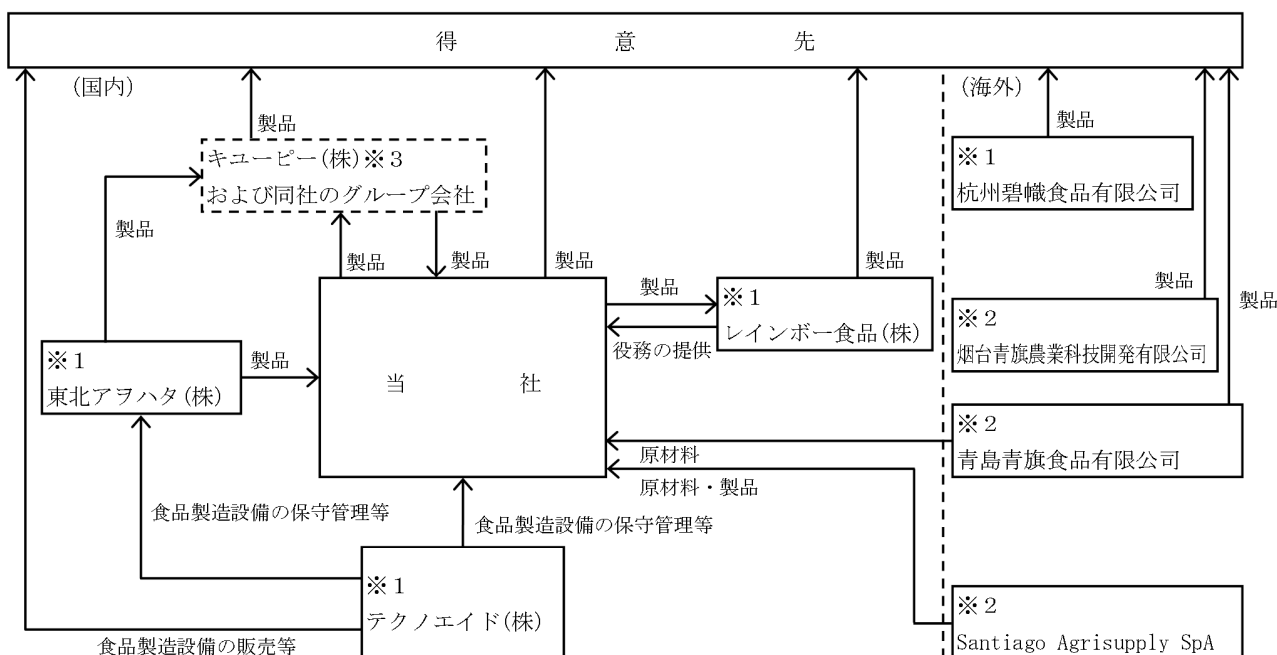 得意先
(国内)
(海外)
製品
製品
キユーピー(株)※3
および同社のグループ会社
※1
杭州碧幟食品有限公司
製品
製品
製品
製品
製品
製品
製品
製品
※1
レインボー食品(株)
※2
烟台青旗農業科技開発有限公司
役務の提供
※1
東北アヲハタ(株)
製品
当社
※2
青島青旗食品有限公司
原材料
原材料・製品
食品製造設備の保守管理等
食品製造設備の保守管理等
※1
テクノエイド(株)
食品製造設備の販売等
※2
Santiago Agrisupply SpA